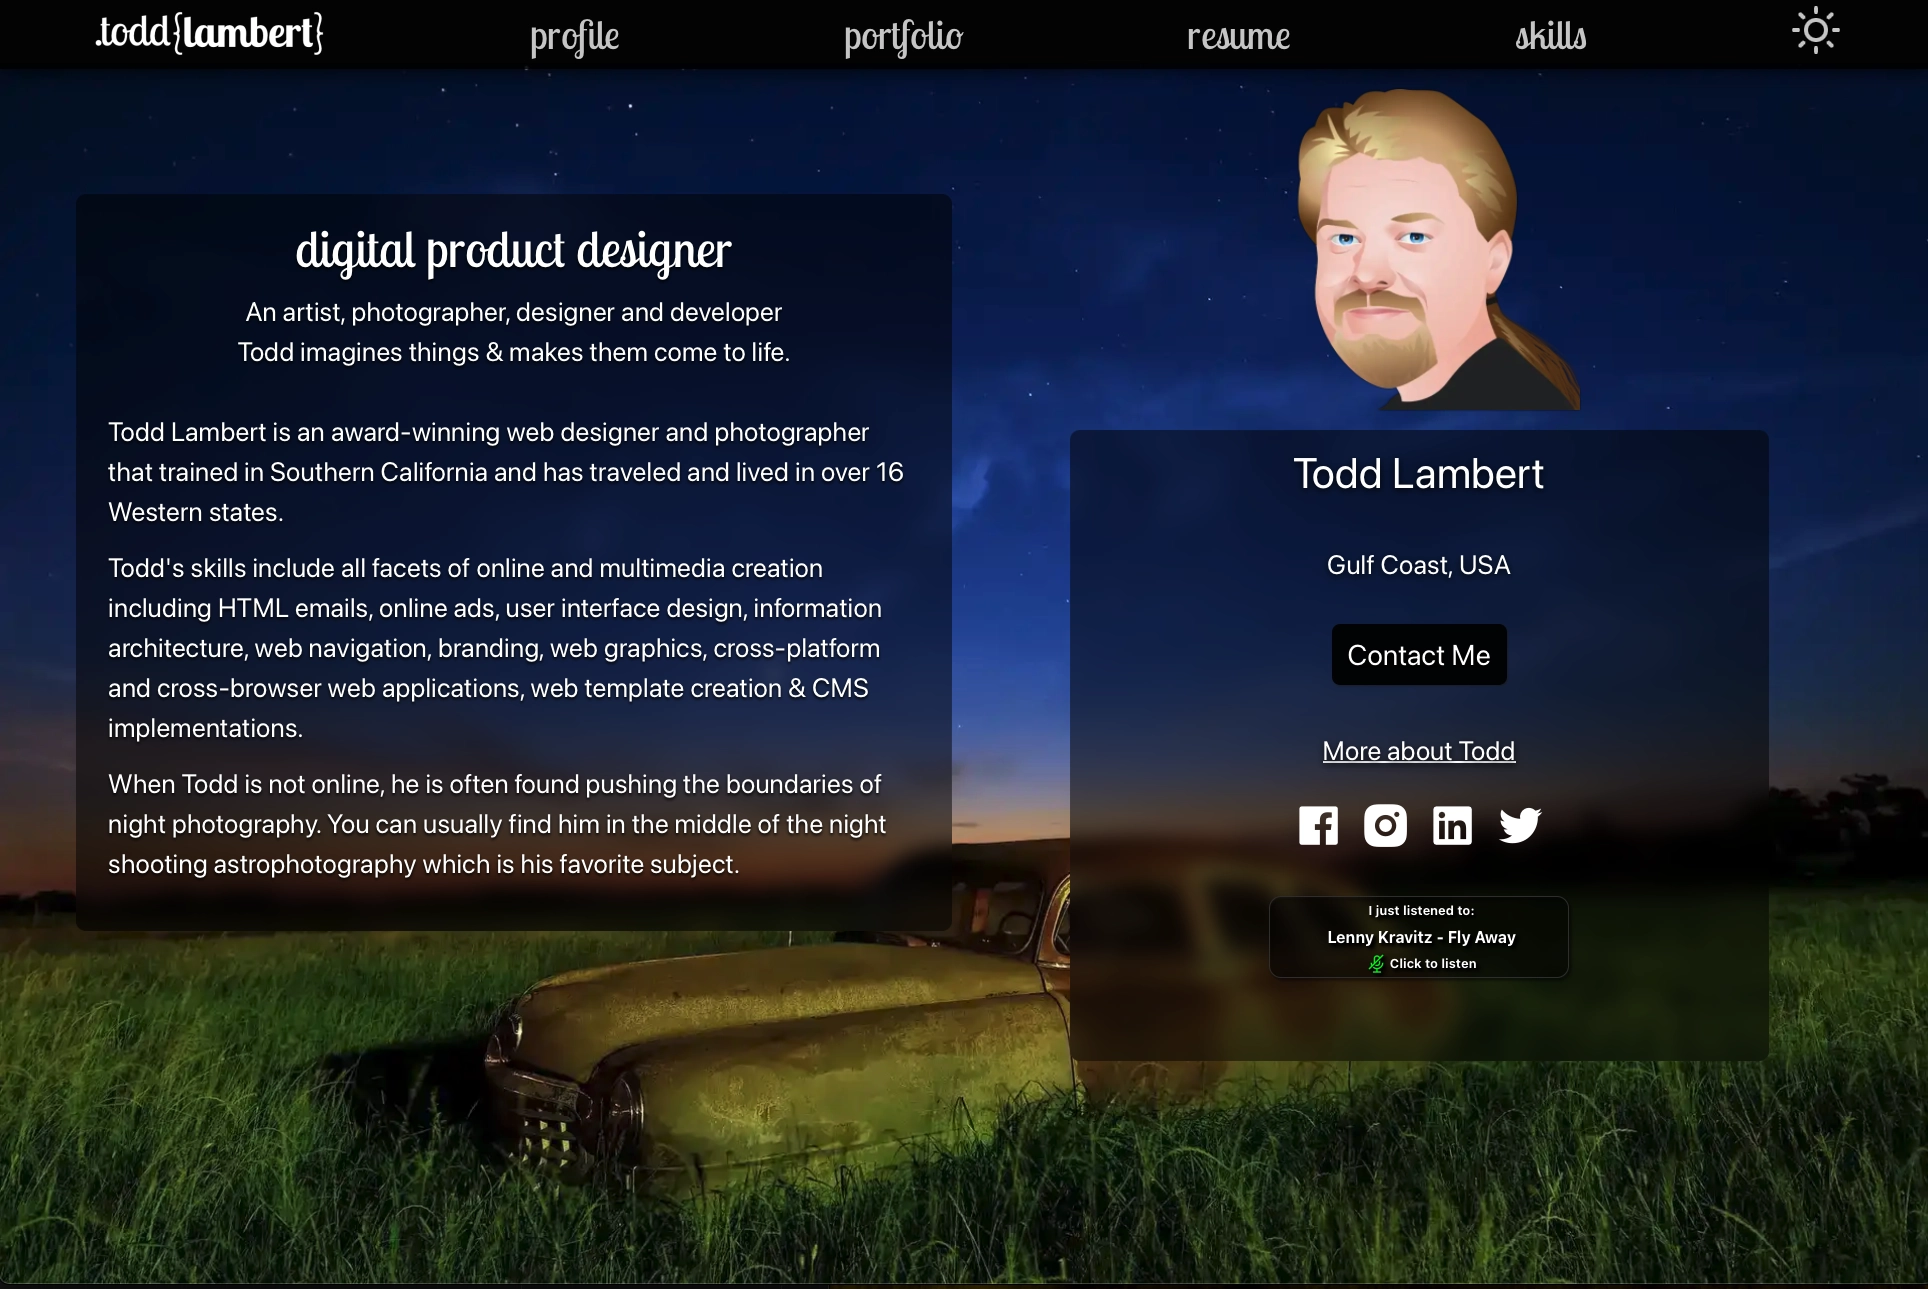 .todd{lambert}
profile
portfolio
resume
skills
digital product designer
An artist, photographer, designer and developer
Todd imagines things & makes them come to life.
Todd Lambert is an award-winning web designer and photographer
that trained in Southern California and has traveled and lived in over 16
Western states.
Todd's skills include all facets of online and multimedia creation
including HTML emails, online ads, user interface design, information
architecture, web navigation, branding, web graphics, cross-platform
and cross-browser web applications, web template creation & CMS
implementations.
When Todd is not online, he is often found pushing the boundaries of
night photography. You can usually find him in the middle of the night
shooting astrophotography which is his favorite subject.
Todd Lambert
Gulf Coast, USA
Contact Me
More about Todd
I just listened to:
Lenny Kravitz - Fly Away
Click to listen